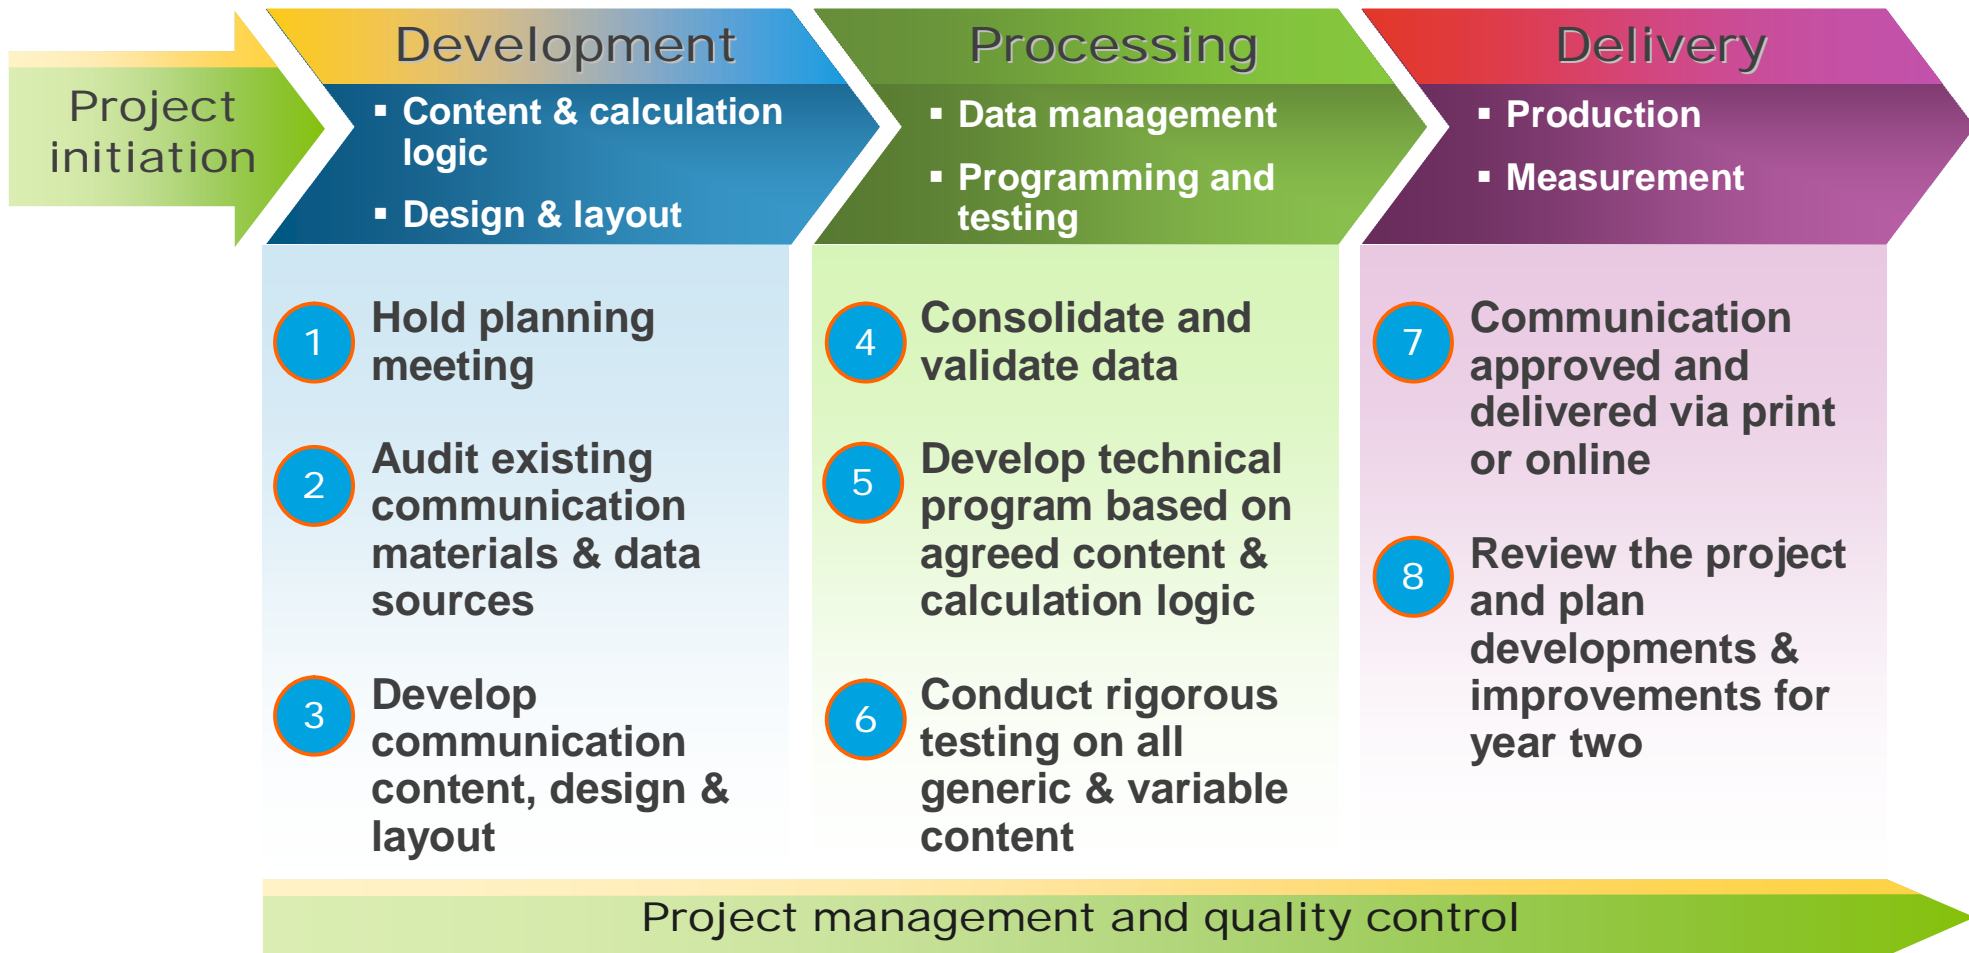 Project
initiation
Development
▪ Content & calculation
logic
▪ Design & layout
Processing
▪ Data management
▪ Programming and
testing
Delivery
▪ Production
▪ Measurement
1
Hold planning
meeting
2
Audit existing
communication
materials & data
sources
3
Develop
communication
content, design &
layout
4
Consolidate and
validate data
5
Develop technical
program based on
agreed content &
calculation logic
6
Conduct rigorous
testing on all
generic & variable
content
7
Communication
approved and
delivered via print
or online
8
Review the project
and plan
developments &
improvements for
year two
Project management and quality control